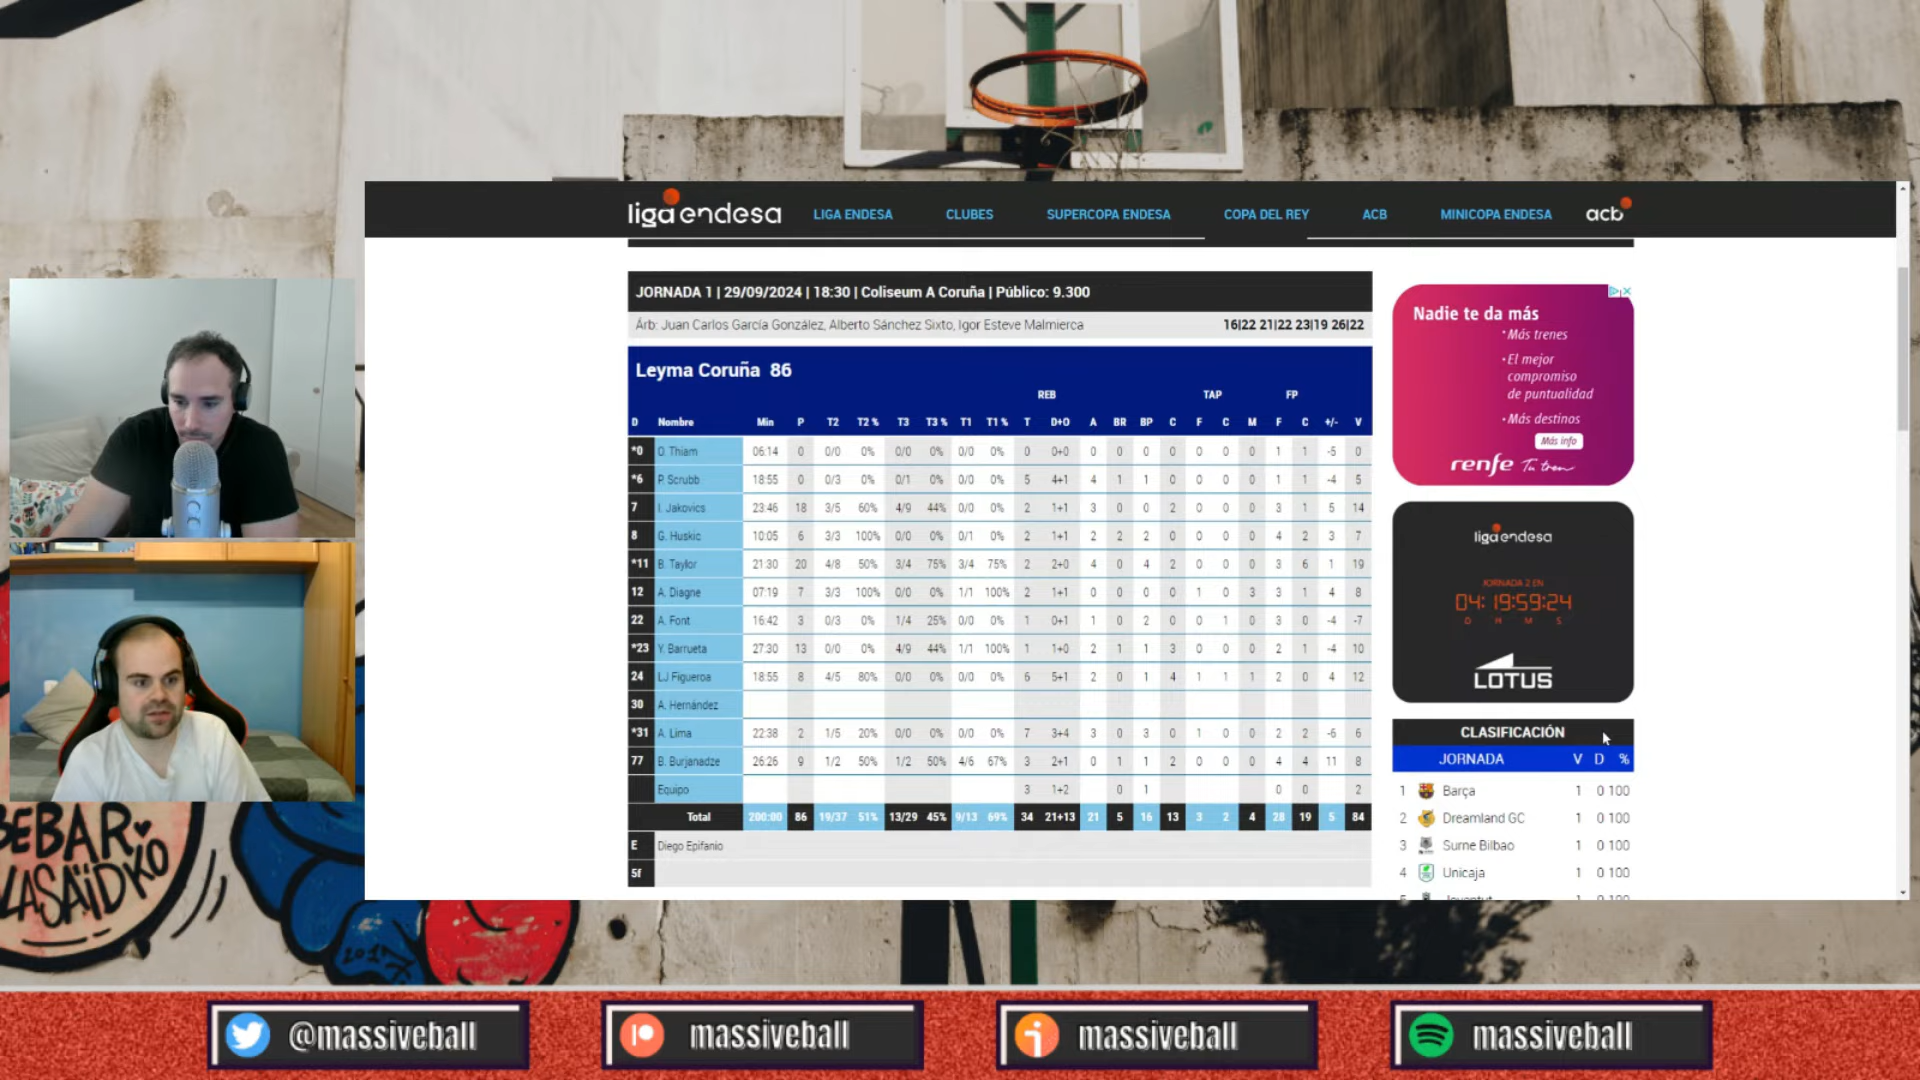 liga endesa LIGA ENDESA CLUBES SUPERCOPA ENDESA COPA DEL REY ACB MINICOPA ENDESA acb
JORNADA 1 | 29/09/2024 | 18:30 | Coliseum A Coruña | Público: 9.300
Árb: Juan Carlos García González, Alberto Sánchez Sixto, Igor Esteve Malmierca 16|22 21|22 23|19 26|22
Leyma Coruña 86
REB TAP FP
D Nombre Min P T2 T2 % T3 T3 % T1 T1 % T D+O A BR BP C F C M F C +/- V
*0 O. Thiam 06:14 0 0/0 0% 0/0 0% 0/0 0% 0 0+0 0 0 0 0 0 0 0 1 1 -5 0
*6 P. Scrubb 18:55 0 0/3 0% 0/1 0% 0/0 0% 5 4+1 4 1 1 0 0 0 0 1 1 -4 5
7 I. Jakovics 23:46 18 3/5 60% 4/9 44% 0/0 0% 2 1+1 3 0 0 2 0 0 0 3 1 5 14
8 G. Huskic 10:05 6 3/3 100% 0/0 0% 0/1 0% 2 1+1 2 2 2 0 0 0 0 4 2 3 7
*11 B. Taylor 21:30 20 4/8 50% 3/4 75% 3/4 75% 2 2+0 4 0 4 2 0 0 0 3 6 1 19
12 A. Diagne 07:19 7 3/3 100% 0/0 0% 1/1 100% 2 1+1 0 0 0 0 1 0 3 3 1 4 8
22 A. Font 16:42 3 0/3 0% 1/4 25% 0/0 0% 1 0+1 1 0 2 0 0 1 0 3 0 -4 -7
*23 Y. Barrueta 27:30 13 0/0 0% 4/9 44% 1/1 100% 1 1+0 2 1 1 3 0 0 0 2 1 -4 10
24 LJ Figueroa 18:55 8 4/5 80% 0/0 0% 0/0 0% 6 5+1 2 0 1 4 1 1 1 2 0 4 12
30 A. Hernández
*31 A. Lima 22:38 2 1/5 20% 0/0 0% 0/0 0% 7 3+4 3 0 3 0 1 0 0 2 2 -6 6
77 B. Burjanadze 26:26 9 1/2 50% 1/2 50% 4/6 67% 3 2+1 0 1 1 2 0 0 0 4 4 11 8
Equipo 3 1+2 0 1 0 0 2
Total 200:00 86 19/37 51% 13/29 45% 9/13 69% 34 21+13 21 5 16 13 3 2 4 28 19 5 84
E Diego Epifanio
5f
Nadie te da más
• Más trenes
• El mejor
compromiso
de puntualidad
• Más destinos
Más info
renfe Tu tren
liga endesa
JORNADA 2 EN
04: 19:59:24
D H M S
LOTUS
CLASIFICACIÓN
JORNADA V D %
1 Barça 1 0 100
2 Dreamland GC 1 0 100
3 Surne Bilbao 1 0 100
4 Unicaja 1 0 100
5 Joventut 1 0 100
BEBAR
LASAÏDKO
2017
@massiveball
massiveball
massiveball
massiveball